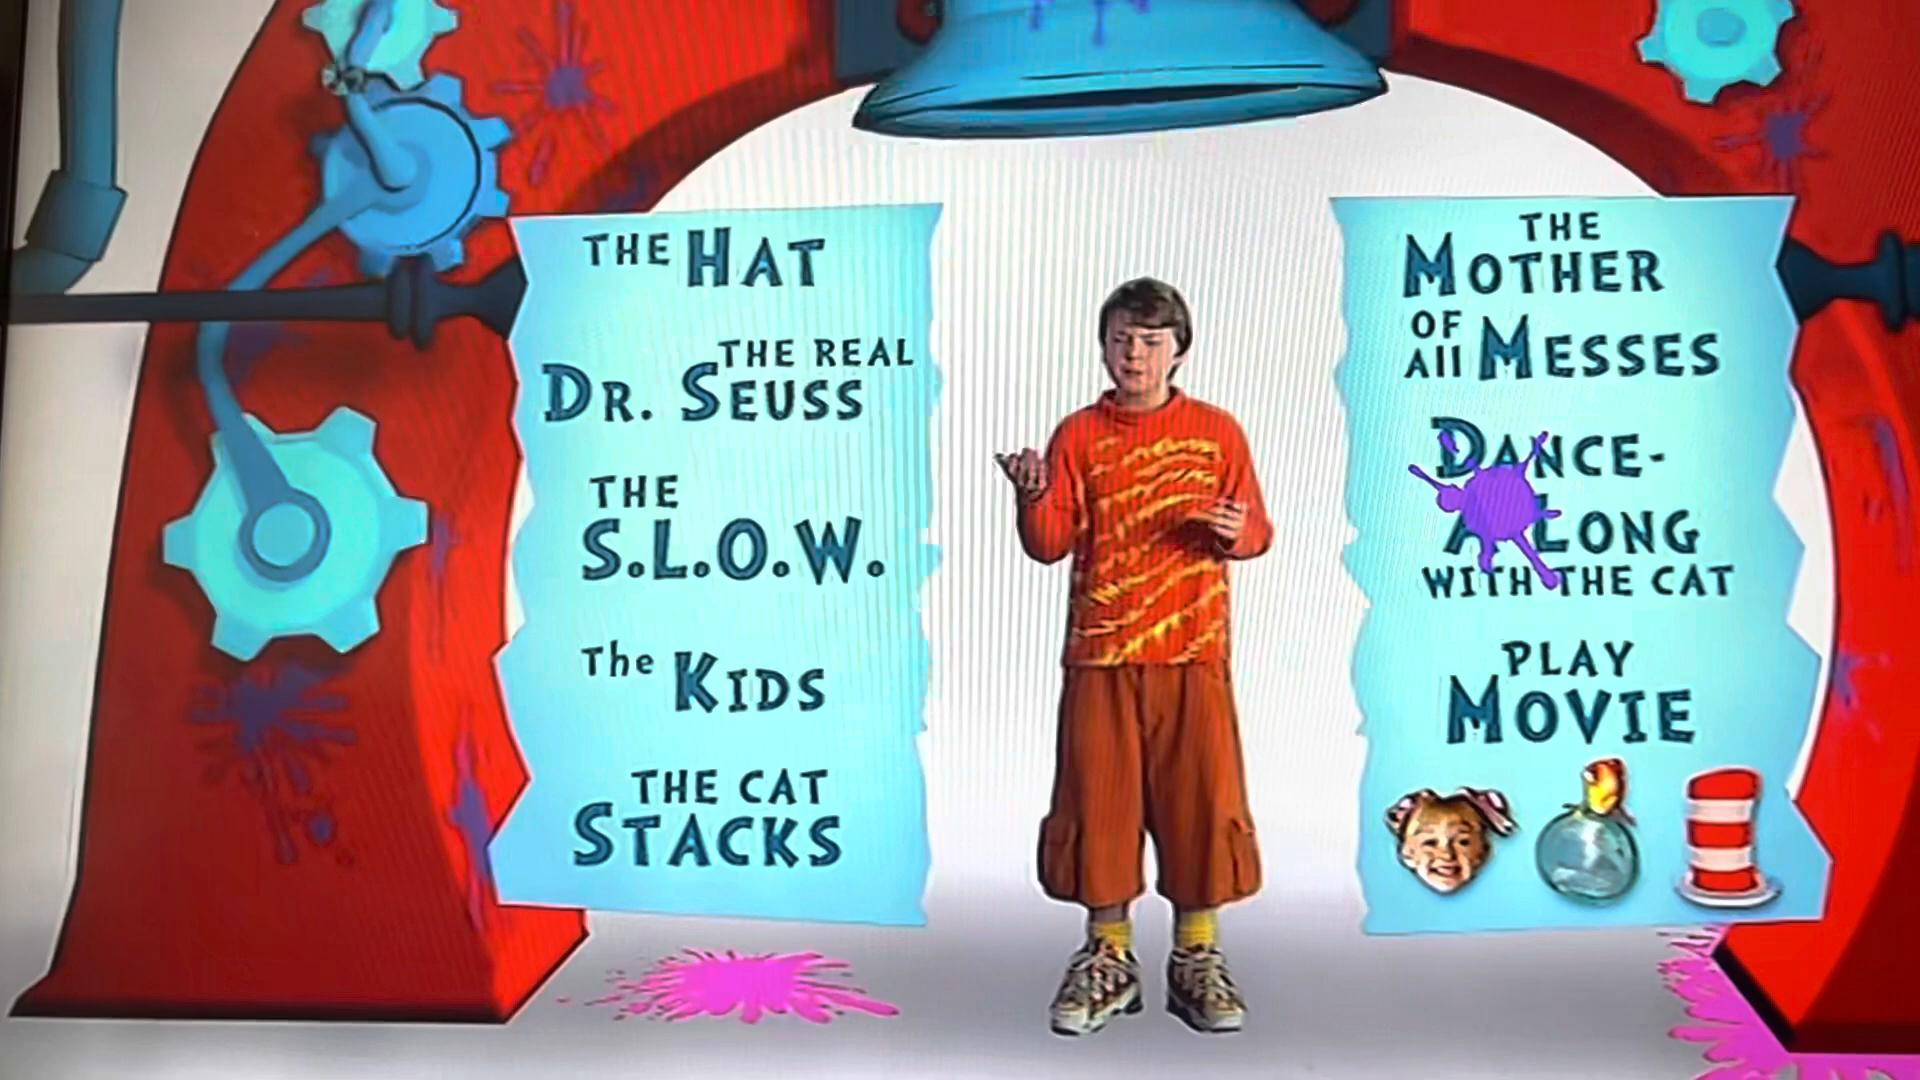 THE HAT
THE REAL
DR. SEUSS
THE
S.L.O.W.
The KIDS
THE CAT
STACKS
THE
MOTHER
OF
All MESSES
DANCE-
ALONG
WITH THE CAT
PLAY
MOVIE